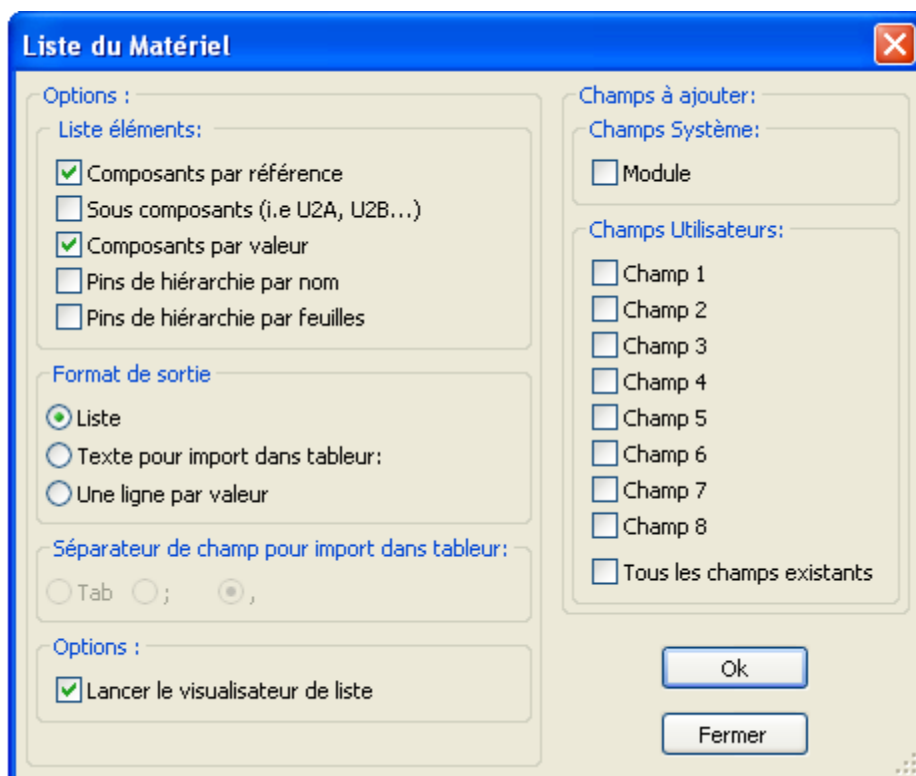 Liste du Matériel
Options :
Liste éléments:
Composants par référence
Sous composants (i.e U2A, U2B...)
Composants par valeur
Pins de hiérarchie par nom
Pins de hiérarchie par feuilles
Format de sortie
Liste
Texte pour import dans tableur:
Une ligne par valeur
Séparateur de champ pour import dans tableur:
Tab ; ,
Options :
Lancer le visualisateur de liste
Champs à ajouter:
Champs Système:
Module
Champs Utilisateurs:
Champ 1
Champ 2
Champ 3
Champ 4
Champ 5
Champ 6
Champ 7
Champ 8
Tous les champs existants
Ok
Fermer